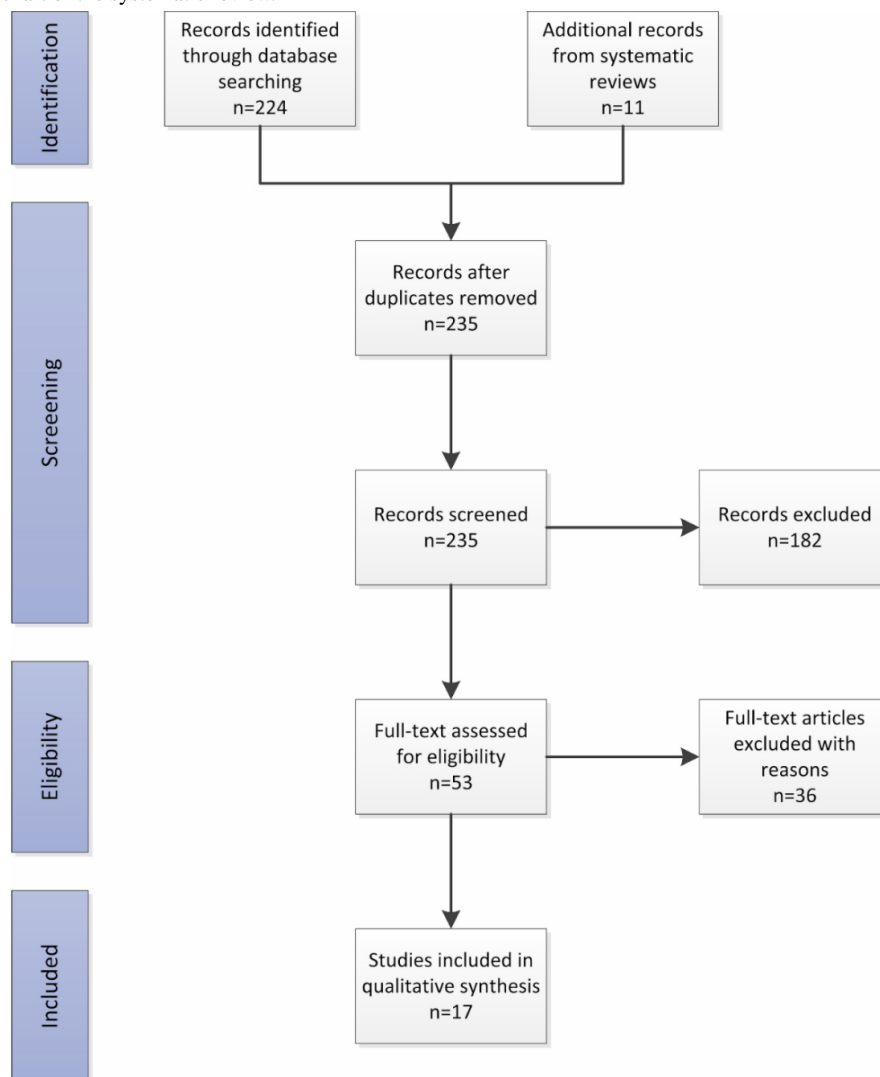 Identification
Records identified
through database
searching
n=224
Additional records
from systematic
reviews
n=11
Screeening
Records after
duplicates removed
n=235
Records screened
n=235
Records excluded
n=182
Eligibility
Full-text assessed
for eligibility
n=53
Full-text articles
excluded with
reasons
n=36
Included
Studies included in
qualitative synthesis
n=17